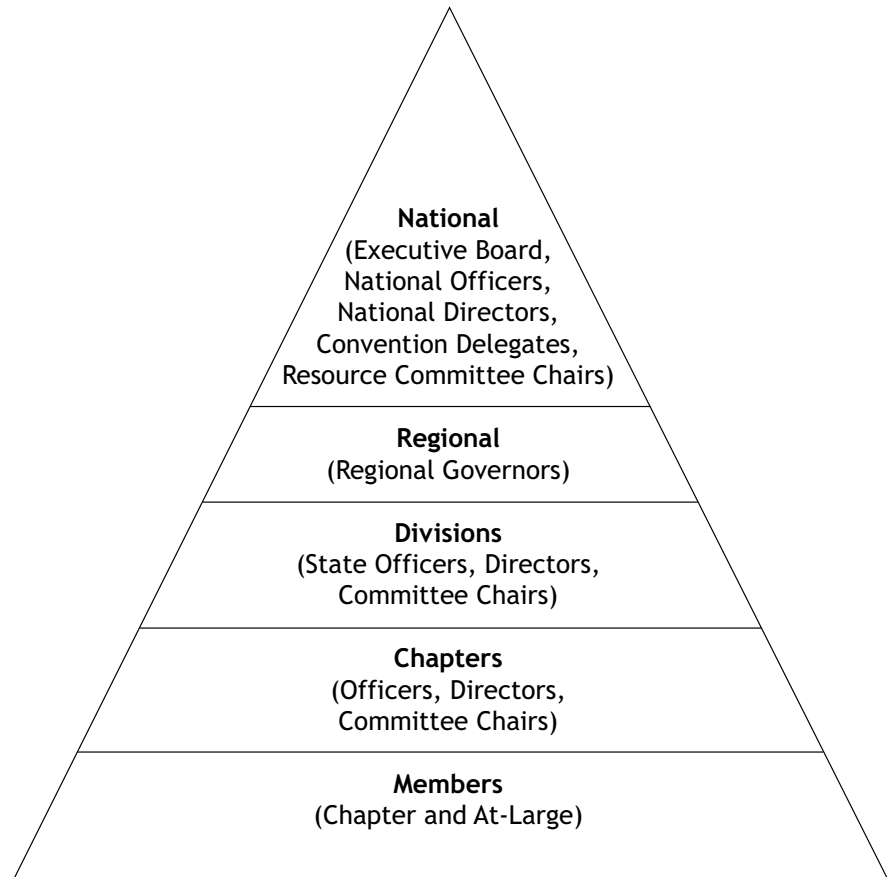 National
(Executive Board,
National Officers,
National Directors,
Convention Delegates,
Resource Committee Chairs)
Regional
(Regional Governors)
Divisions
(State Officers, Directors,
Committee Chairs)
Chapters
(Officers, Directors,
Committee Chairs)
Members
(Chapter and At-Large)